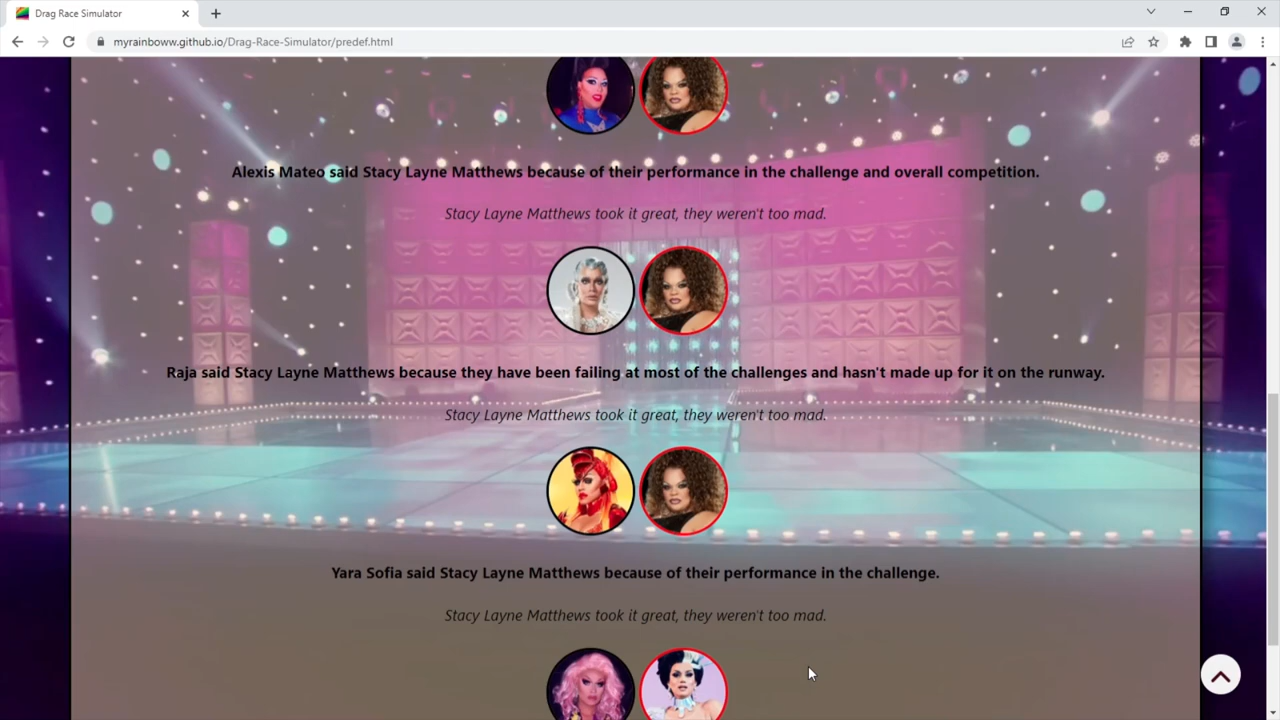 Drag Race Simulator
myrainboww.github.io/Drag-Race-Simulator/predef.html
Alexis Mateo said Stacy Layne Matthews because of their performance in the challenge and overall competition.
Stacy Layne Matthews took it great, they weren't too mad.
Raja said Stacy Layne Matthews because they have been failing at most of the challenges and hasn't made up for it on the runway.
Stacy Layne Matthews took it great, they weren't too mad.
Yara Sofia said Stacy Layne Matthews because of their performance in the challenge.
Stacy Layne Matthews took it great, they weren't too mad.